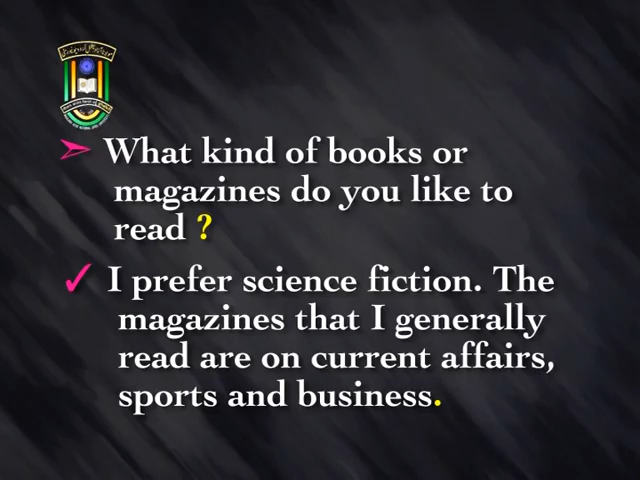 What kind of books or
magazines do you like to
read ?
I prefer science fiction. The
magazines that I generally
read are on current affairs,
sports and business.